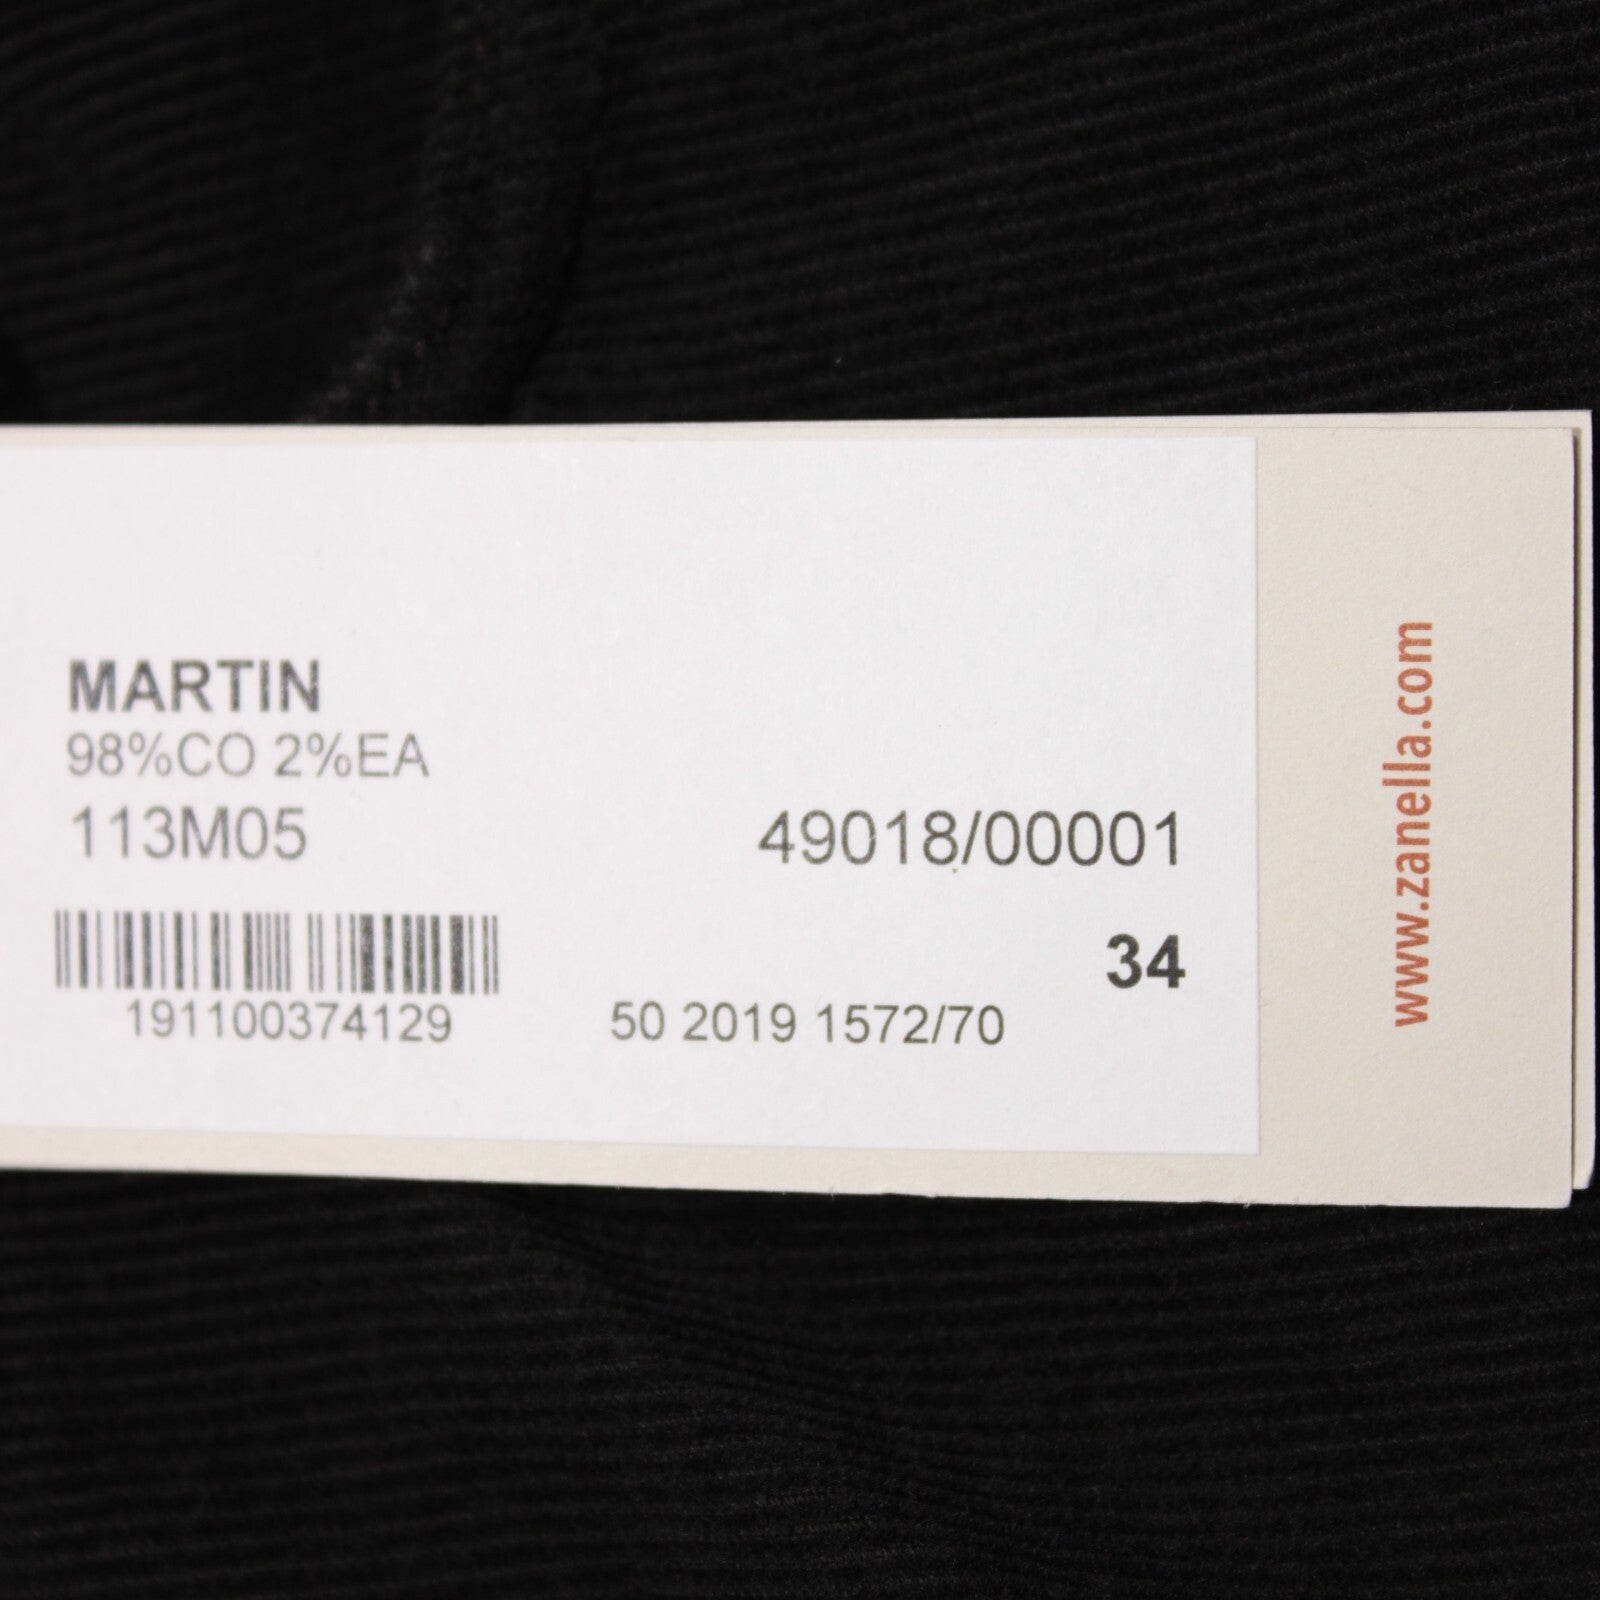 MARTIN
98%CO 2%EA
113M05
49018/00001
34
191100374129
50 2019 1572/70
www.zanella.com